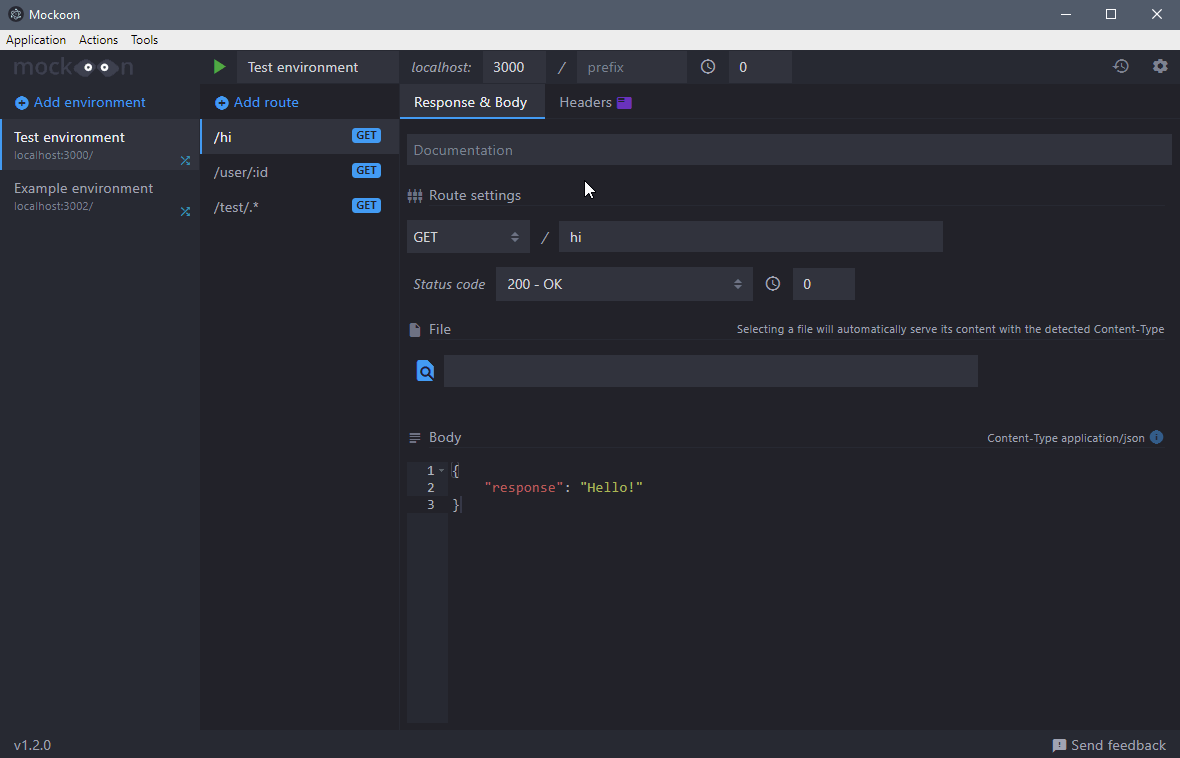 Mockoon
Application Actions Tools
mockoon
Test environment localhost: 3000 / prefix 0
Add environment
Add route
Response & Body Headers
Test environment
localhost:3000/
Example environment
localhost:3002/
/hi GET
/user/:id GET
/test/.* GET
Documentation
Route settings
GET / hi
Status code 200 - OK 0
File Selecting a file will automatically serve its content with the detected Content-Type
Body Content-Type application/json
1 {
2 "response": "Hello!"
3 }
v1.2.0 Send feedback